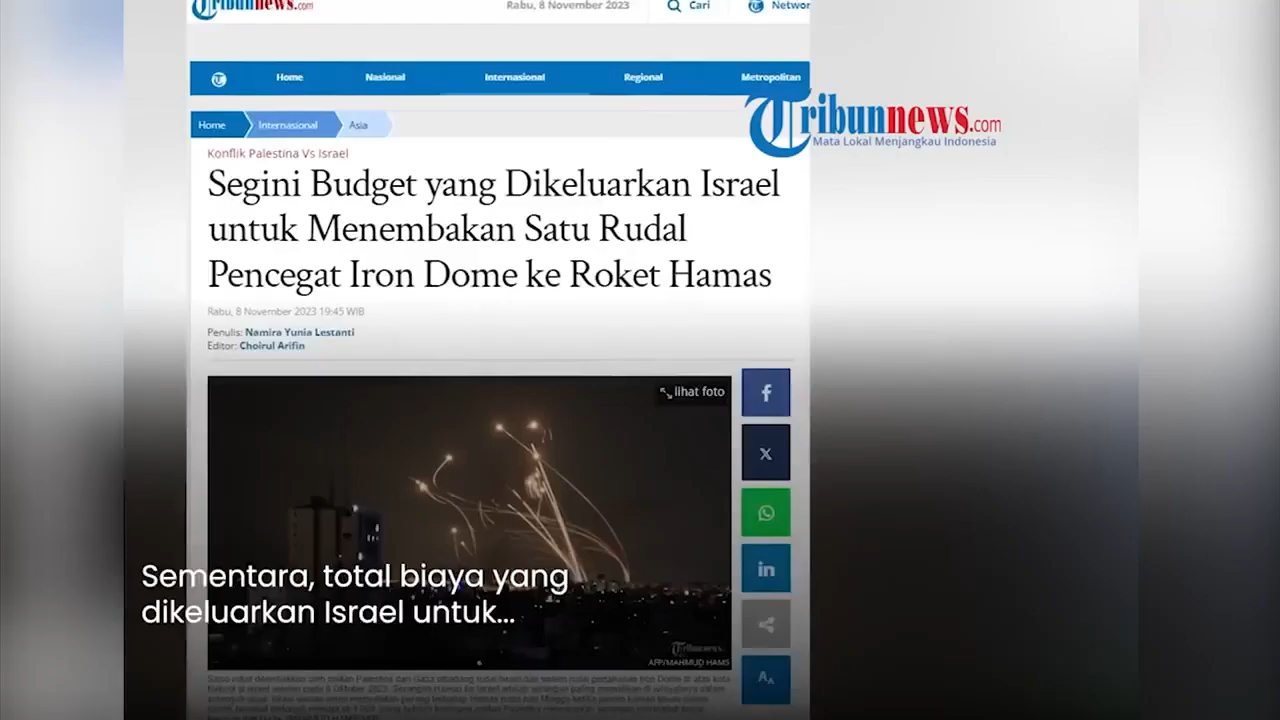 Tribunnews.com
Rabu, 8 November 2023
Cari
Networ
Home
Nasional
Internasional
Regional
Metropolitan
Home
Internasional
Asia
Tribunnews.com
Mata Lokal Menjangkau Indonesia
Konflik Palestina Vs Israel
Segini Budget yang Dikeluarkan Israel
untuk Menembakan Satu Rudal
Pencegat Iron Dome ke Roket Hamas
Rabu, 8 November 2023 19:45 WIB
Penulis: Namira Yunia Lestanti
Editor: Choirul Arifin
lihat foto
Sementara, total biaya yang
dikeluarkan Israel untuk...
Tribunnews
AFP/MAHMUD HAMS
AA